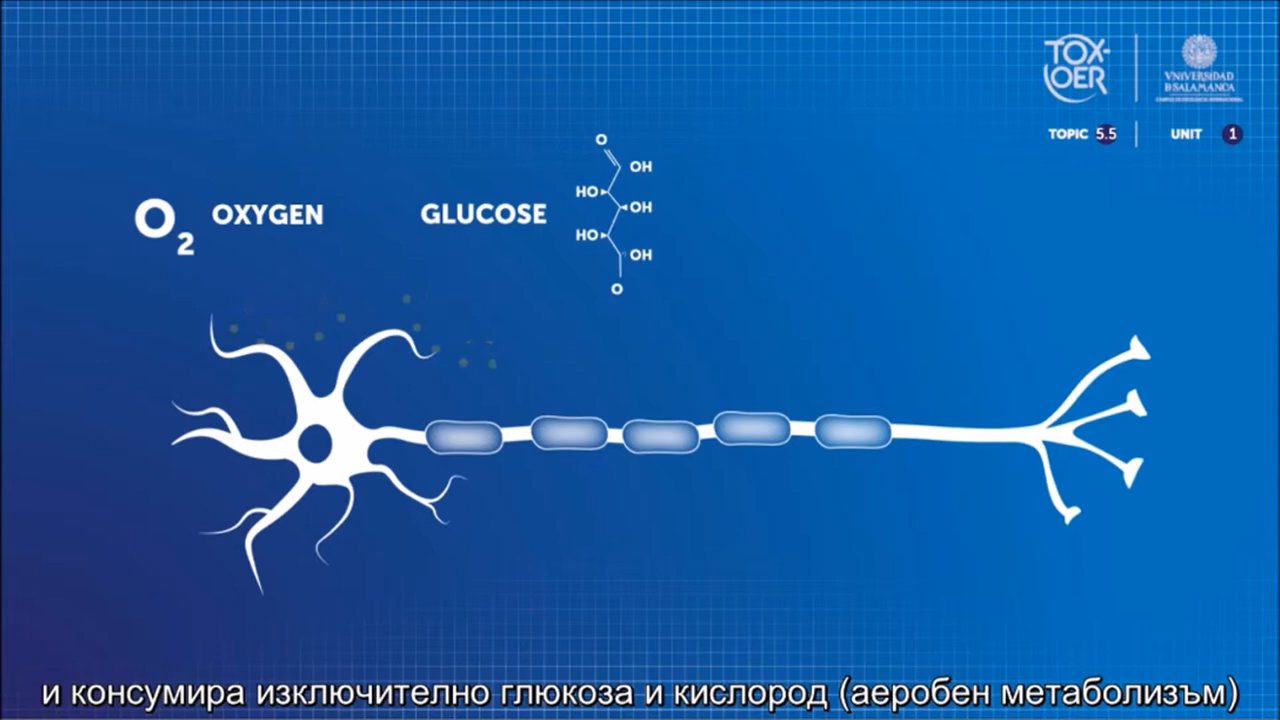 TOX-
OER
VNIVERSIDAD
D SALAMANCA
TOPIC 5.5
UNIT 1
O2 OXYGEN
GLUCOSE
O
OH
HO
OH
HO
OH
O
и консумира изключително глюкоза и кислород (аеробен метаболизъм)